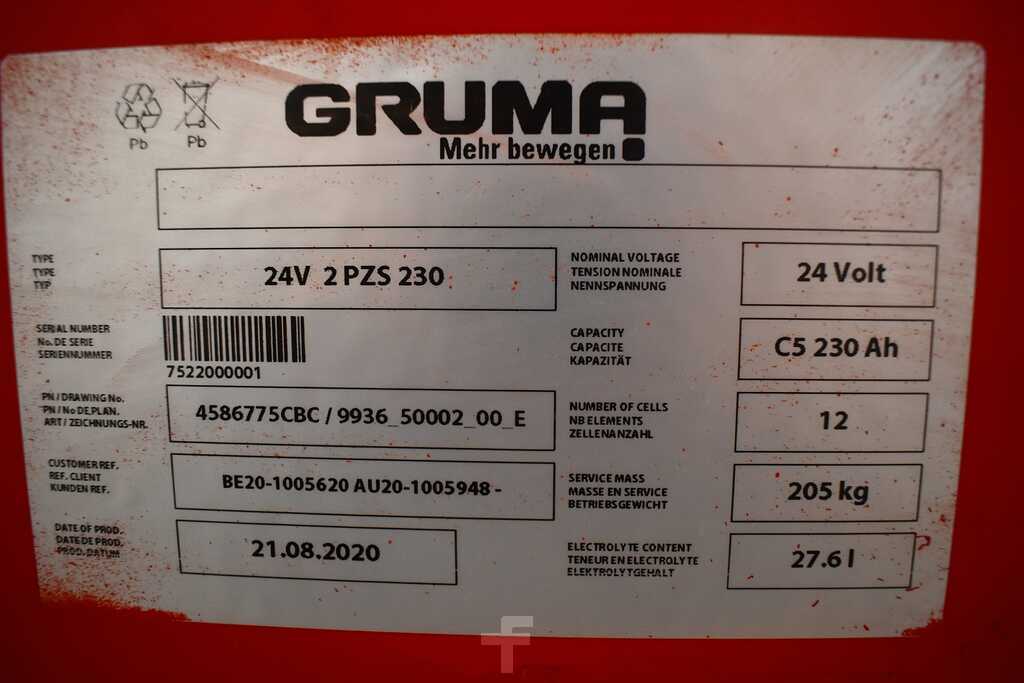 GRUMA
Mehr bewegen
Pb
Pb
TYPE
TYPE
TYP
24V 2 PZS 230
NOMINAL VOLTAGE
TENSION NOMINALE
NENNSPANNUNG
24 Volt
SERIAL NUMBER
No. DE SERIE
SERIENNUMMER
7522000001
CAPACITY
CAPACITE
KAPAZITÄT
C5 230 Ah
PN / DRAWING No.
PN / No DE PLAN.
ART / ZEICHNUNGS-NR.
4586775CBC / 9936_50002_00_E
NUMBER OF CELLS
NB ELEMENTS
ZELLENANZAHL
12
CUSTOMER REF.
REF. CLIENT
KUNDEN REF.
BE20-1005620 AU20-1005948 -
SERVICE MASS
MASSE EN SERVICE
BETRIEBSGEWICHT
205 kg
DATE OF PROD.
DATE DE PROD.
PROD. DATUM
21.08.2020
ELECTROLYTE CONTENT
TENEUR EN ELECTROLYTE
ELEKTROLYTGEHALT
27.6 l